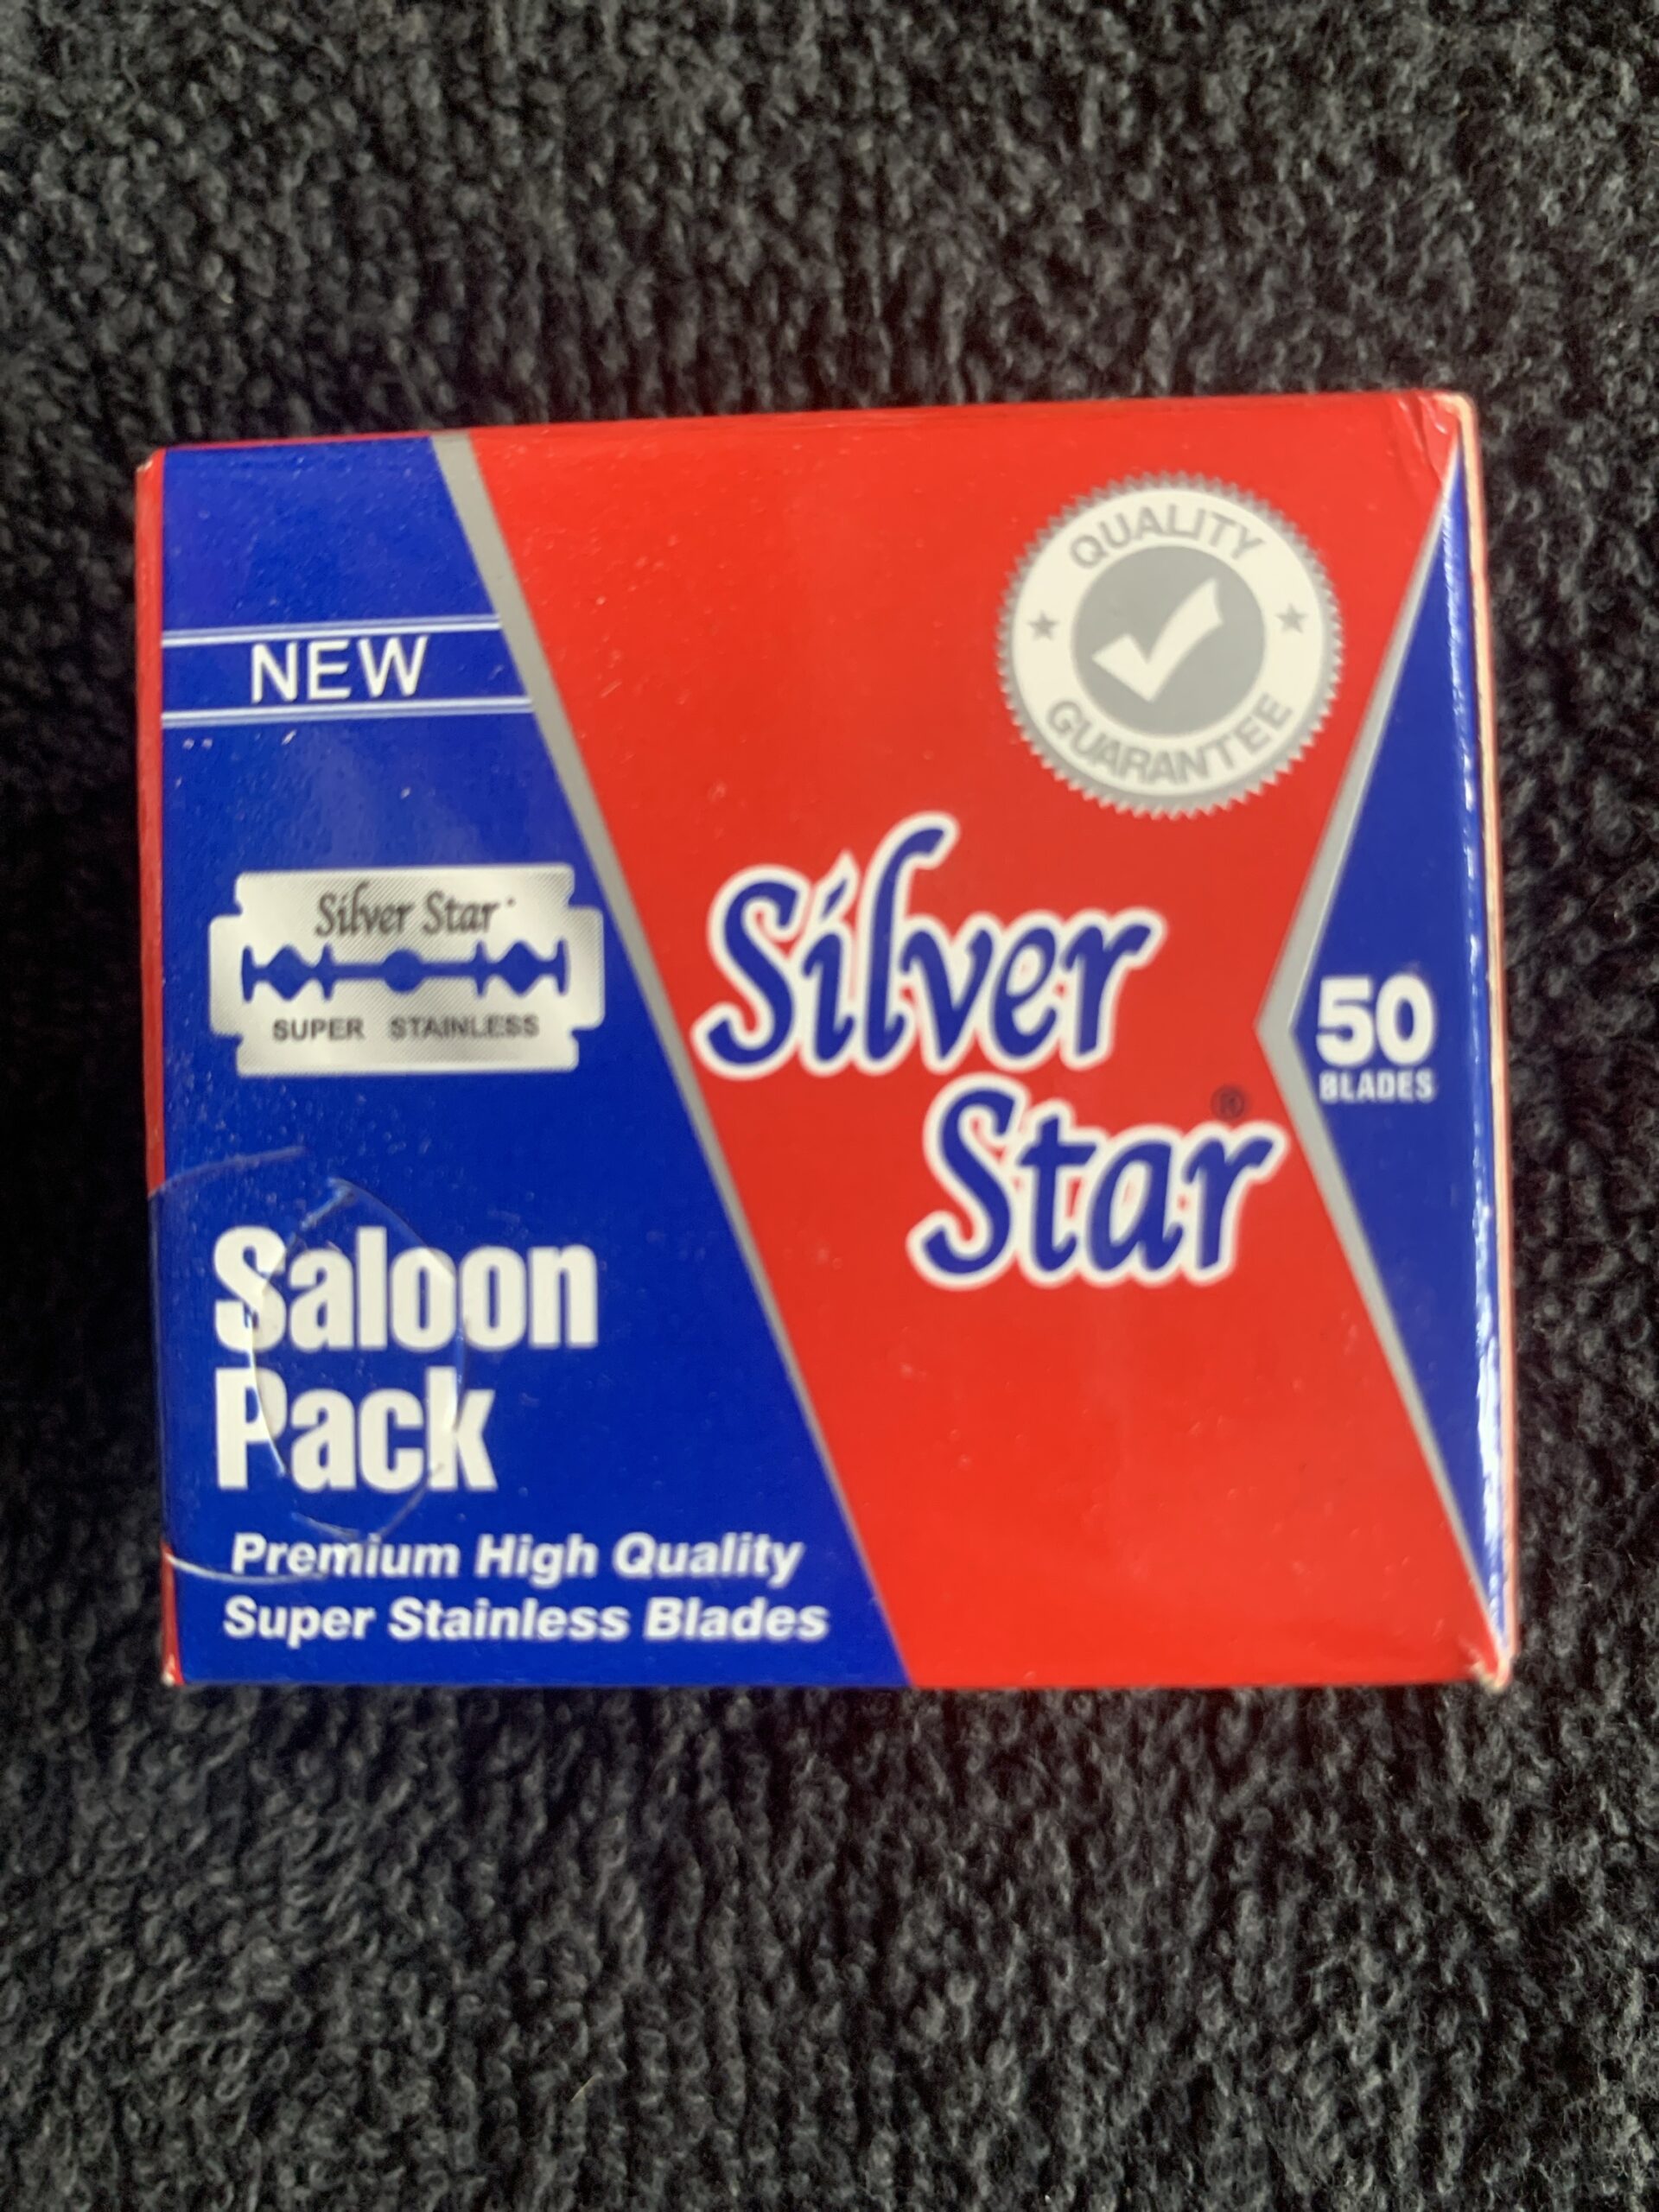 NEW
Silver Star
SUPER STAINLESS
Saloon
Pack
Premium High Quality
Super Stainless Blades
QUALITY
GUARANTEE
Silver
Star®
50
BLADES